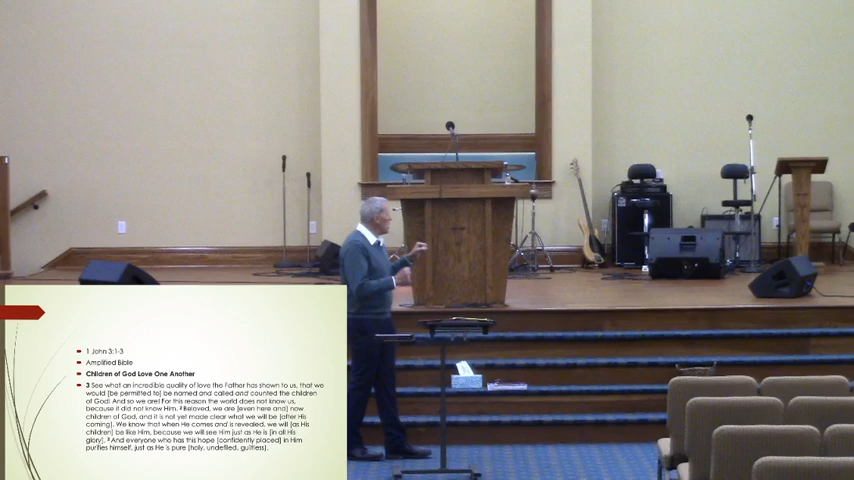 1 John 3:1-3
Amplified Bible
Children of God Love One Another
3 See what an incredible quality of love the Father has shown to us, that we
would [be permitted to] be named and called and counted the children
of God! And so we are! For this reason the world does not know us,
because it did not know Him. 2 Beloved, we are [even here and] now
children of God, and it is not yet made clear what we will be [after His
coming]. We know that when He comes and is revealed, we will [as His
children] be like Him, because we will see Him just as He is [in all His
glory]. 3 And everyone who has this hope [confidently placed] in Him
purifies himself, just as He is pure (holy, undefiled, guiltless).